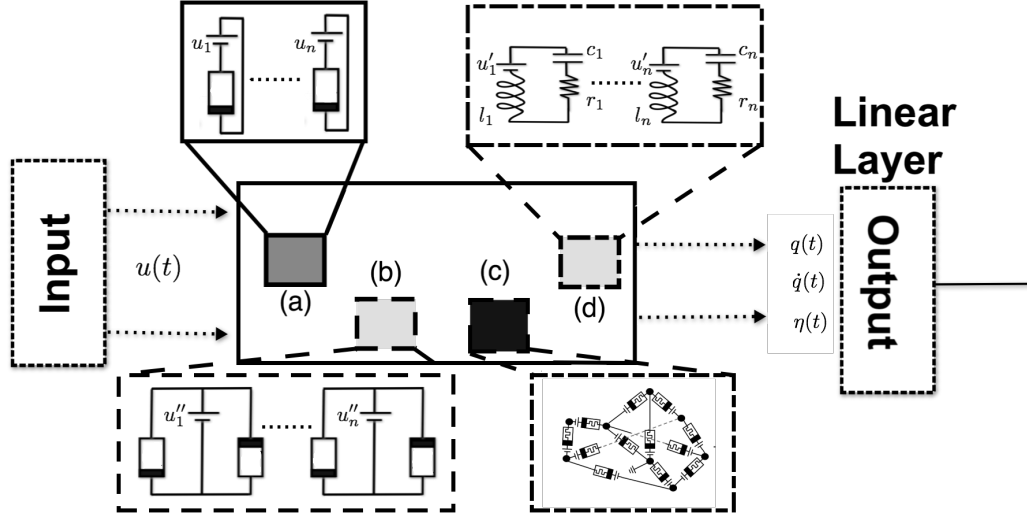 u₁
uₙ
u′₁
c₁
l₁
r₁
u′ₙ
cₙ
lₙ
rₙ
Linear
Layer
Input
u(t)
(a)
(b)
(c)
(d)
q(t)
q̇(t)
η(t)
Output
u″₁
u″ₙ